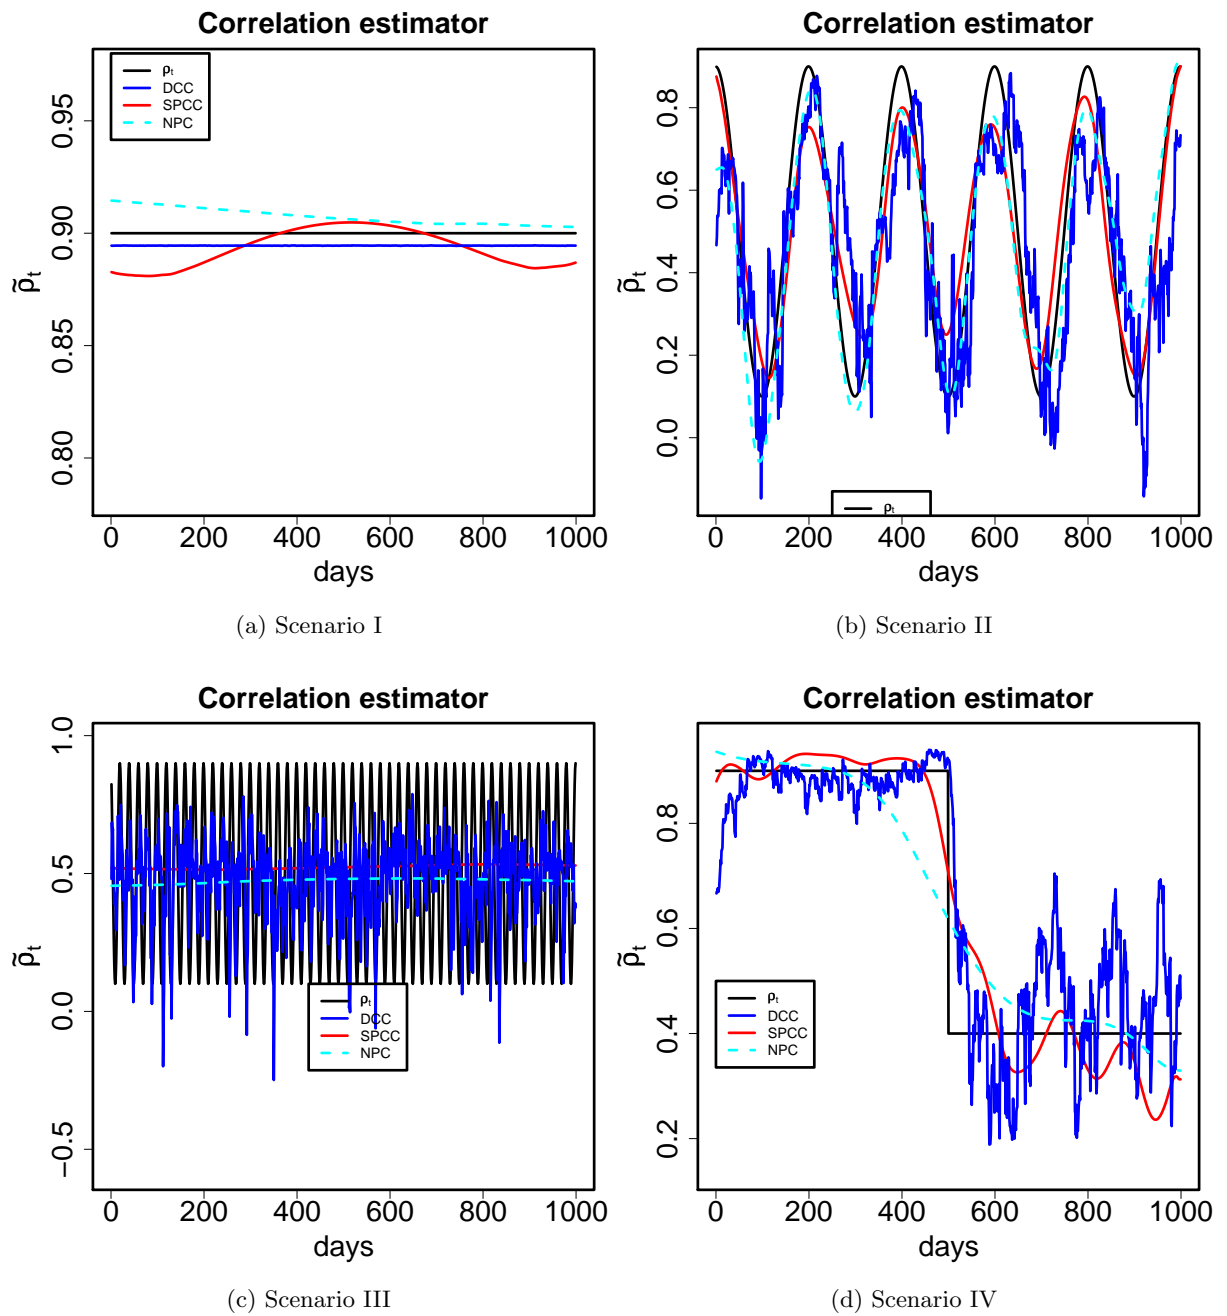 Correlation estimator
ρt
DCC
SPCC
NPC
0.95
0.90
0.85
0.80
ρ̃t
0 200 400 600 800 1000
days
(a) Scenario I
Correlation estimator
0.8
0.6
0.4
0.2
0.0
ρ̃t
ρt
0 200 400 600 800 1000
days
(b) Scenario II
Correlation estimator
1.0
0.5
0.0
−0.5
ρ̃t
ρt
DCC
SPCC
NPC
0 200 400 600 800 1000
days
(c) Scenario III
Correlation estimator
0.8
0.6
0.4
0.2
ρ̃t
ρt
DCC
SPCC
NPC
0 200 400 600 800 1000
days
(d) Scenario IV